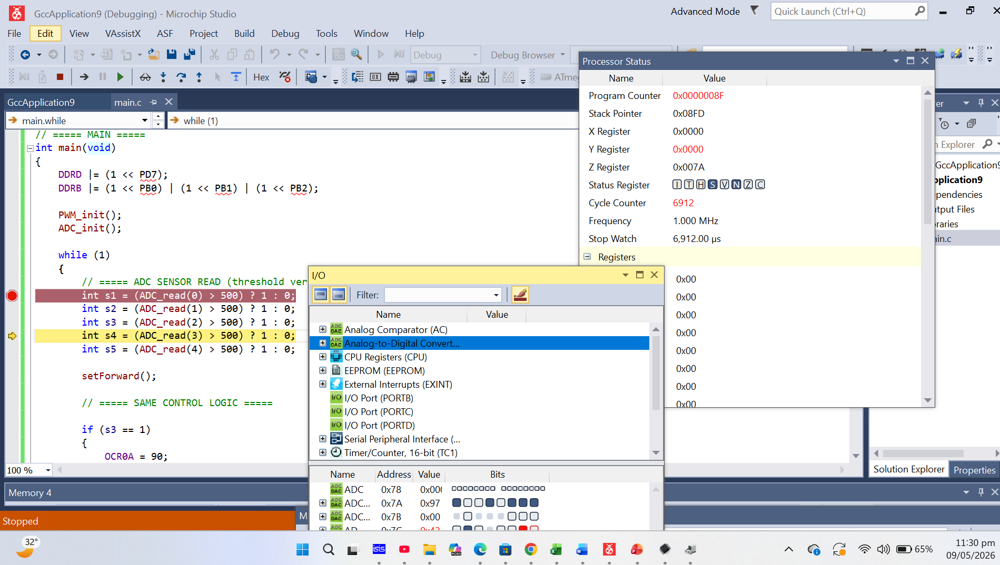 GccApplication9 (Debugging) - Microchip Studio
Advanced Mode
Quick Launch (Ctrl+Q)
File Edit View VAssistX ASF Project Build Debug Tools Window Help
Debug
Debug Browser
Hex
ATmeg
GccApplication9
main.c
main.while
while (1)
// ===== MAIN =====
int main(void)
{
DDRD |= (1 << PD7);
DDRB |= (1 << PB0) | (1 << PB1) | (1 << PB2);
PWM_init();
ADC_init();
while (1)
{
// ===== ADC SENSOR READ (threshold ver
int s1 = (ADC_read(0) > 500) ? 1 : 0;
int s2 = (ADC_read(1) > 500) ? 1 : 0;
int s3 = (ADC_read(2) > 500) ? 1 : 0;
int s4 = (ADC_read(3) > 500) ? 1 : 0;
int s5 = (ADC_read(4) > 500) ? 1 : 0;
setForward();
// ===== SAME CONTROL LOGIC =====
if (s3 == 1)
{
OCR0A = 90;
100 %
Processor Status
Name Value
Program Counter 0x0000008F
Stack Pointer 0x08FD
X Register 0x0000
Y Register 0x0000
Z Register 0x007A
Status Register I T H S V N Z C
Cycle Counter 6912
Frequency 1.000 MHz
Stop Watch 6,912.00 µs
Registers
0x00
0x00
0x00
0x00
0x00
0x00
0x00
0x00
er
n Explorer
GccApplication9
pplication9
pendencies
utput Files
raries
ain.c
Solution Explorer Properties
I/O
Filter:
Name Value
Analog Comparator (AC)
Analog-to-Digital Convert...
CPU Registers (CPU)
EEPROM (EEPROM)
External Interrupts (EXINT)
I/O Port (PORTB)
I/O Port (PORTC)
I/O Port (PORTD)
Serial Peripheral Interface (...
Timer/Counter, 16-bit (TC1)
Name Address Value Bits
ADC 0x78 0x00(
ADC... 0x7A 0x97
ADC... 0x7B 0x00
AD... 0x7C 0x42
Memory 4
M
Stopped
32°
isis
M365
65%
11:30 pm
09/05/2026